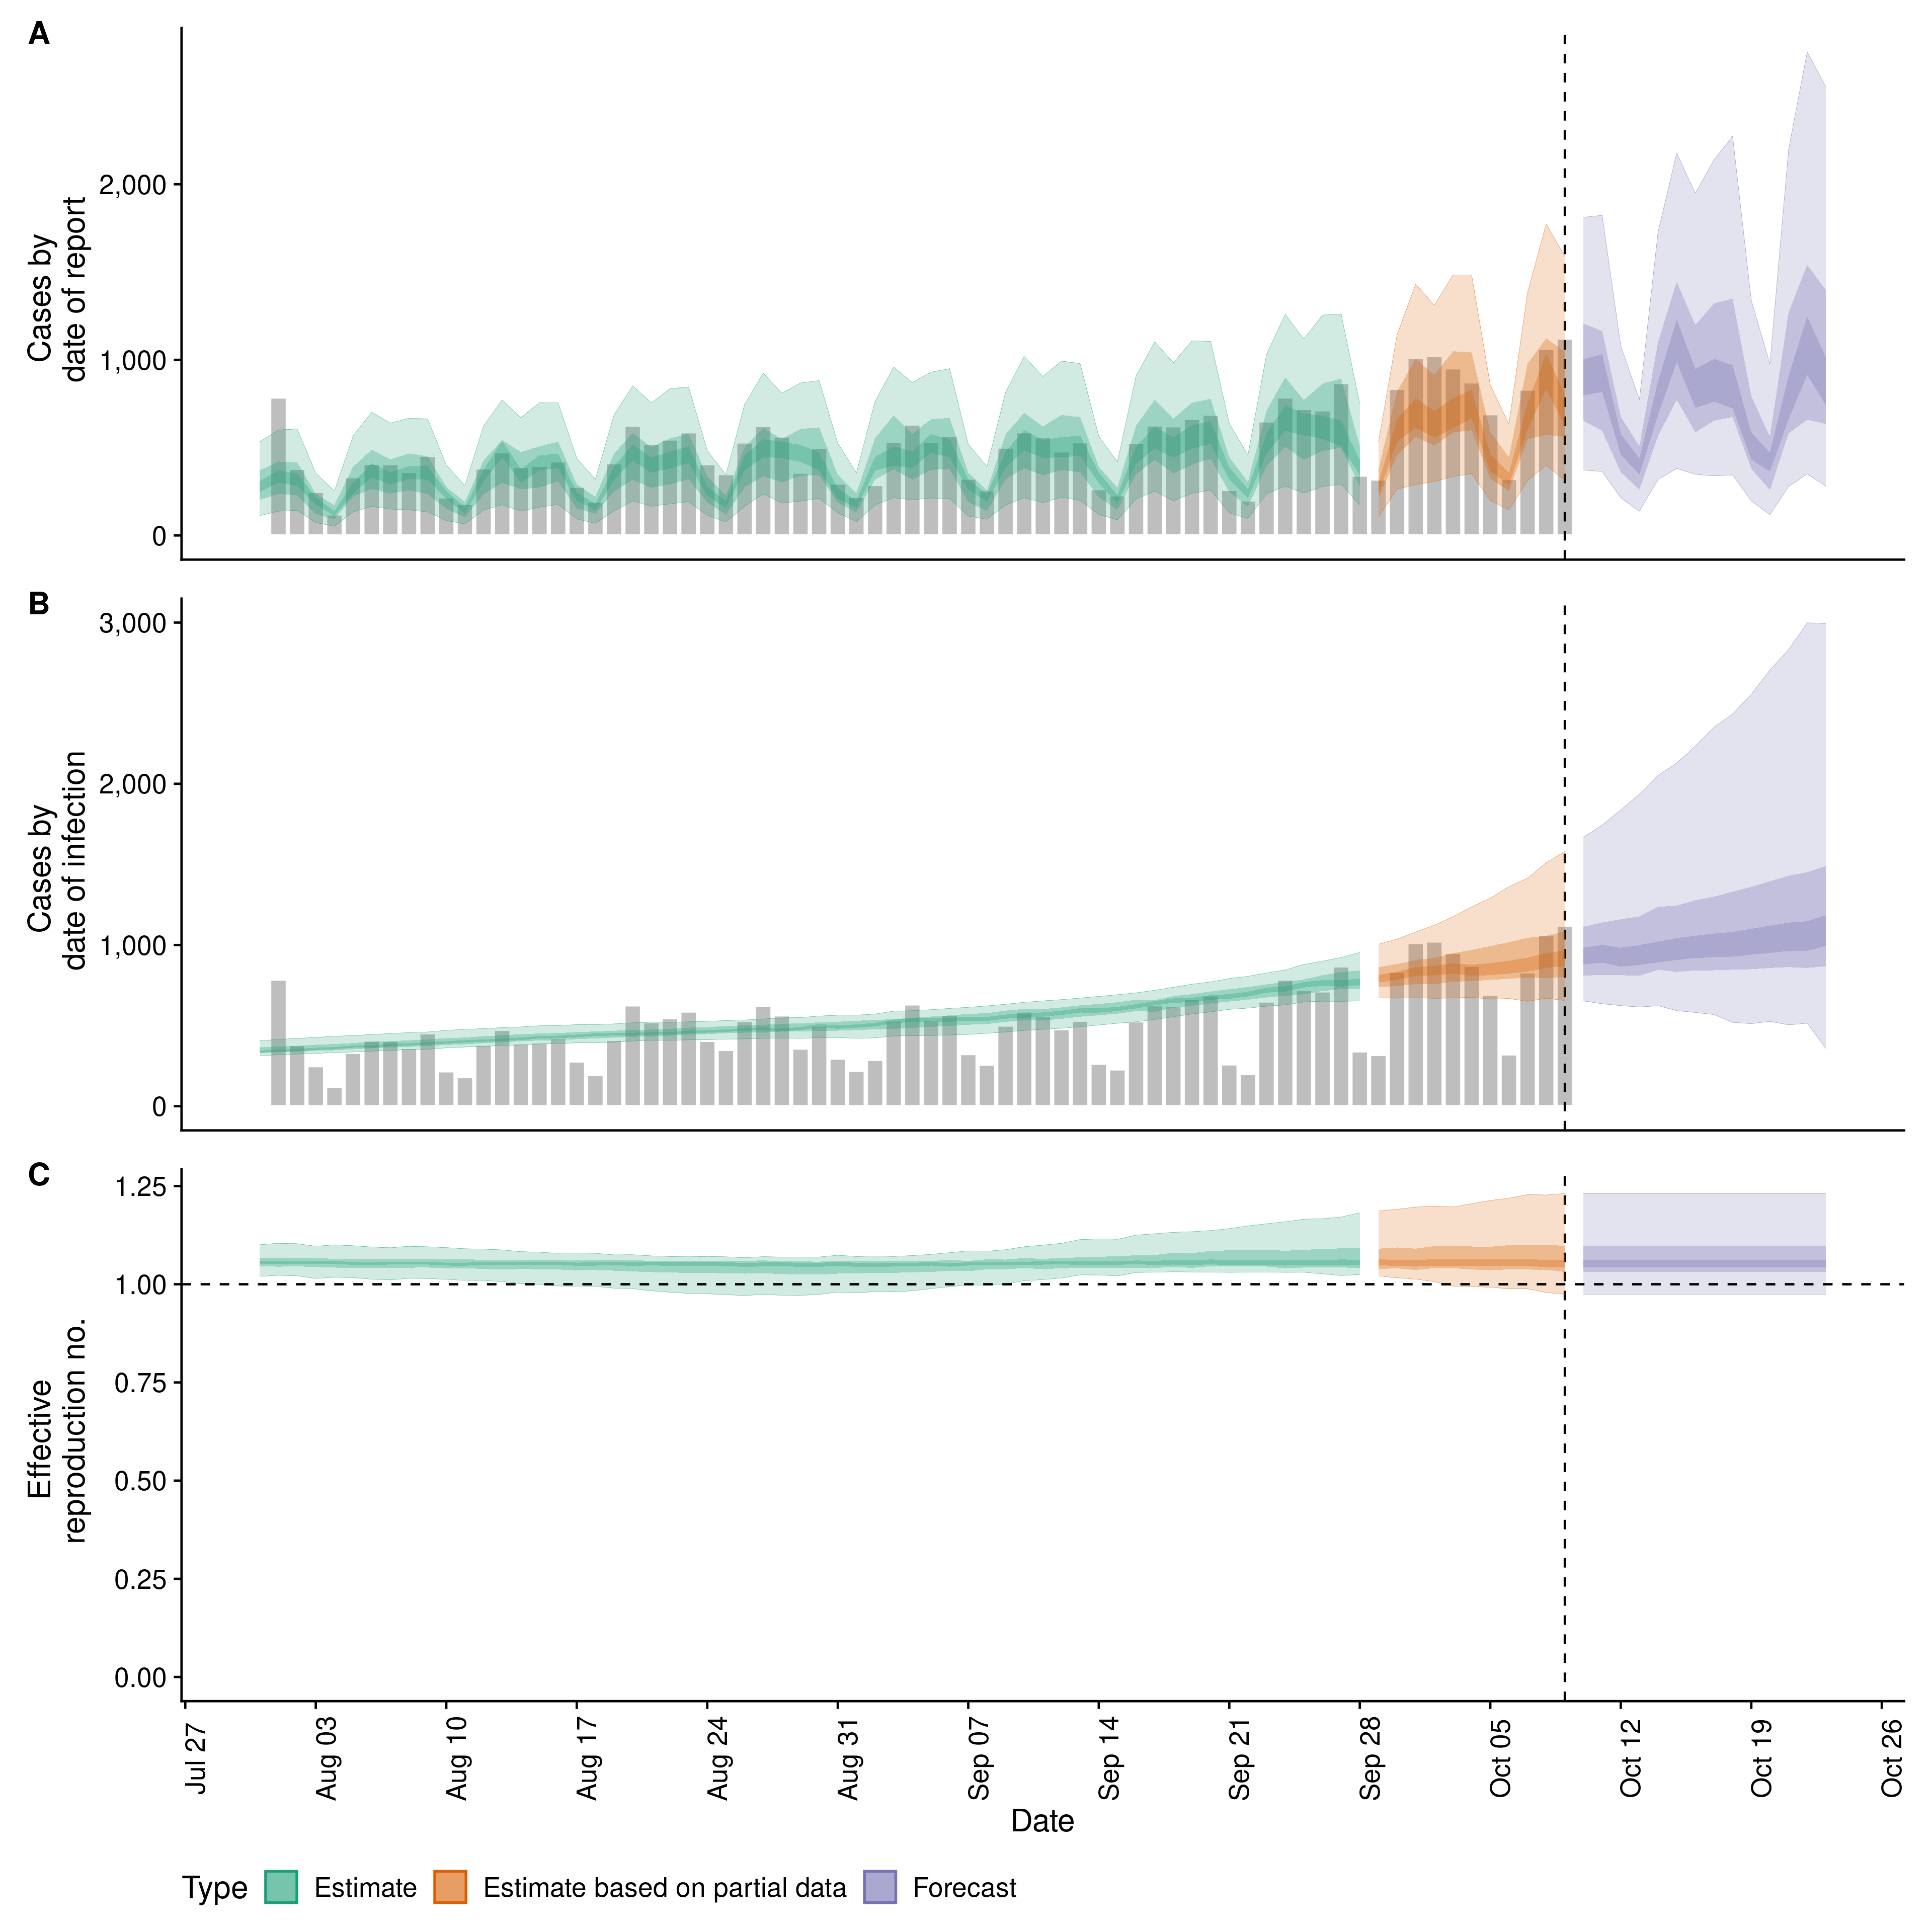 A
Cases by
date of report
2,000
1,000
0
B
Cases by
date of infection
3,000
2,000
1,000
0
C
Effective
reproduction no.
1.25
1.00
0.75
0.50
0.25
0.00
Jul 27
Aug 03
Aug 10
Aug 17
Aug 24
Aug 31
Sep 07
Sep 14
Sep 21
Sep 28
Oct 05
Oct 12
Oct 19
Oct 26
Date
Type Estimate Estimate based on partial data Forecast